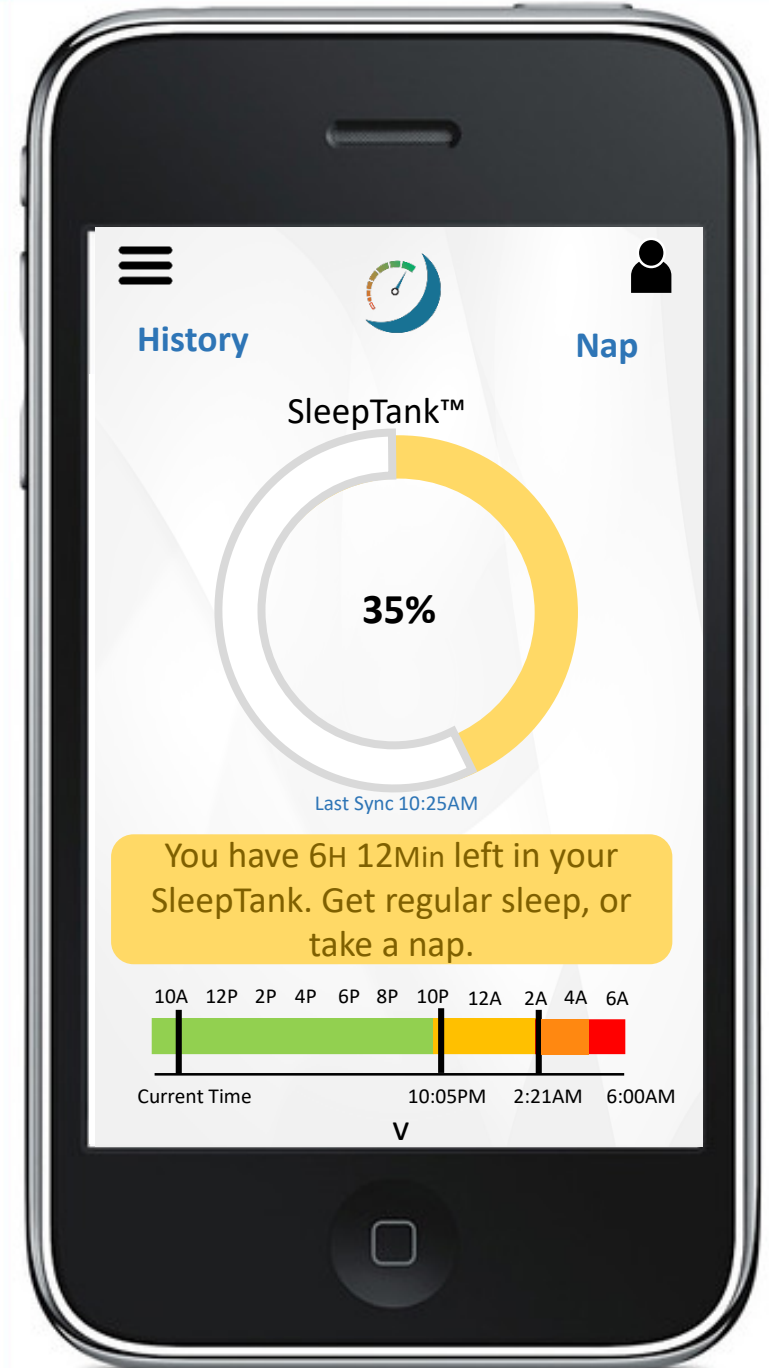 History
Nap
SleepTank™
35%
Last Sync 10:25AM
You have 6H 12Min left in your
SleepTank. Get regular sleep, or
take a nap.
10A 12P 2P 4P 6P 8P 10P 12A 2A 4A 6A
Current Time 10:05PM 2:21AM 6:00AM
v